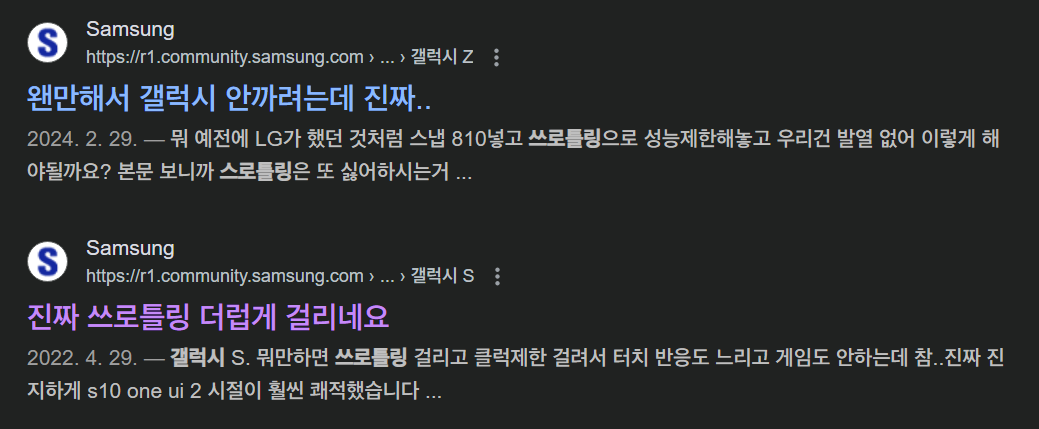 Samsung
https://r1.community.samsung.com › ... › 갤럭시 Z
왠만해서 갤럭시 안까려는데 진짜..
2024. 2. 29. — 뭐 예전에 LG가 했던 것처럼 스냅 810넣고 쓰로틀링으로 성능제한해놓고 우리건 발열 없어 이렇게 해
야될까요? 본문 보니까 스로틀링은 또 싫어하시는거 ...
Samsung
https://r1.community.samsung.com › ... › 갤럭시 S
진짜 쓰로틀링 더럽게 걸리네요
2022. 4. 29. — 갤럭시 S. 뭐만하면 쓰로틀링 걸리고 클럭제한 걸려서 터치 반응도 느리고 게임도 안하는데 참..진짜 진
지하게 s10 one ui 2 시절이 훨씬 쾌적했습니다 ...